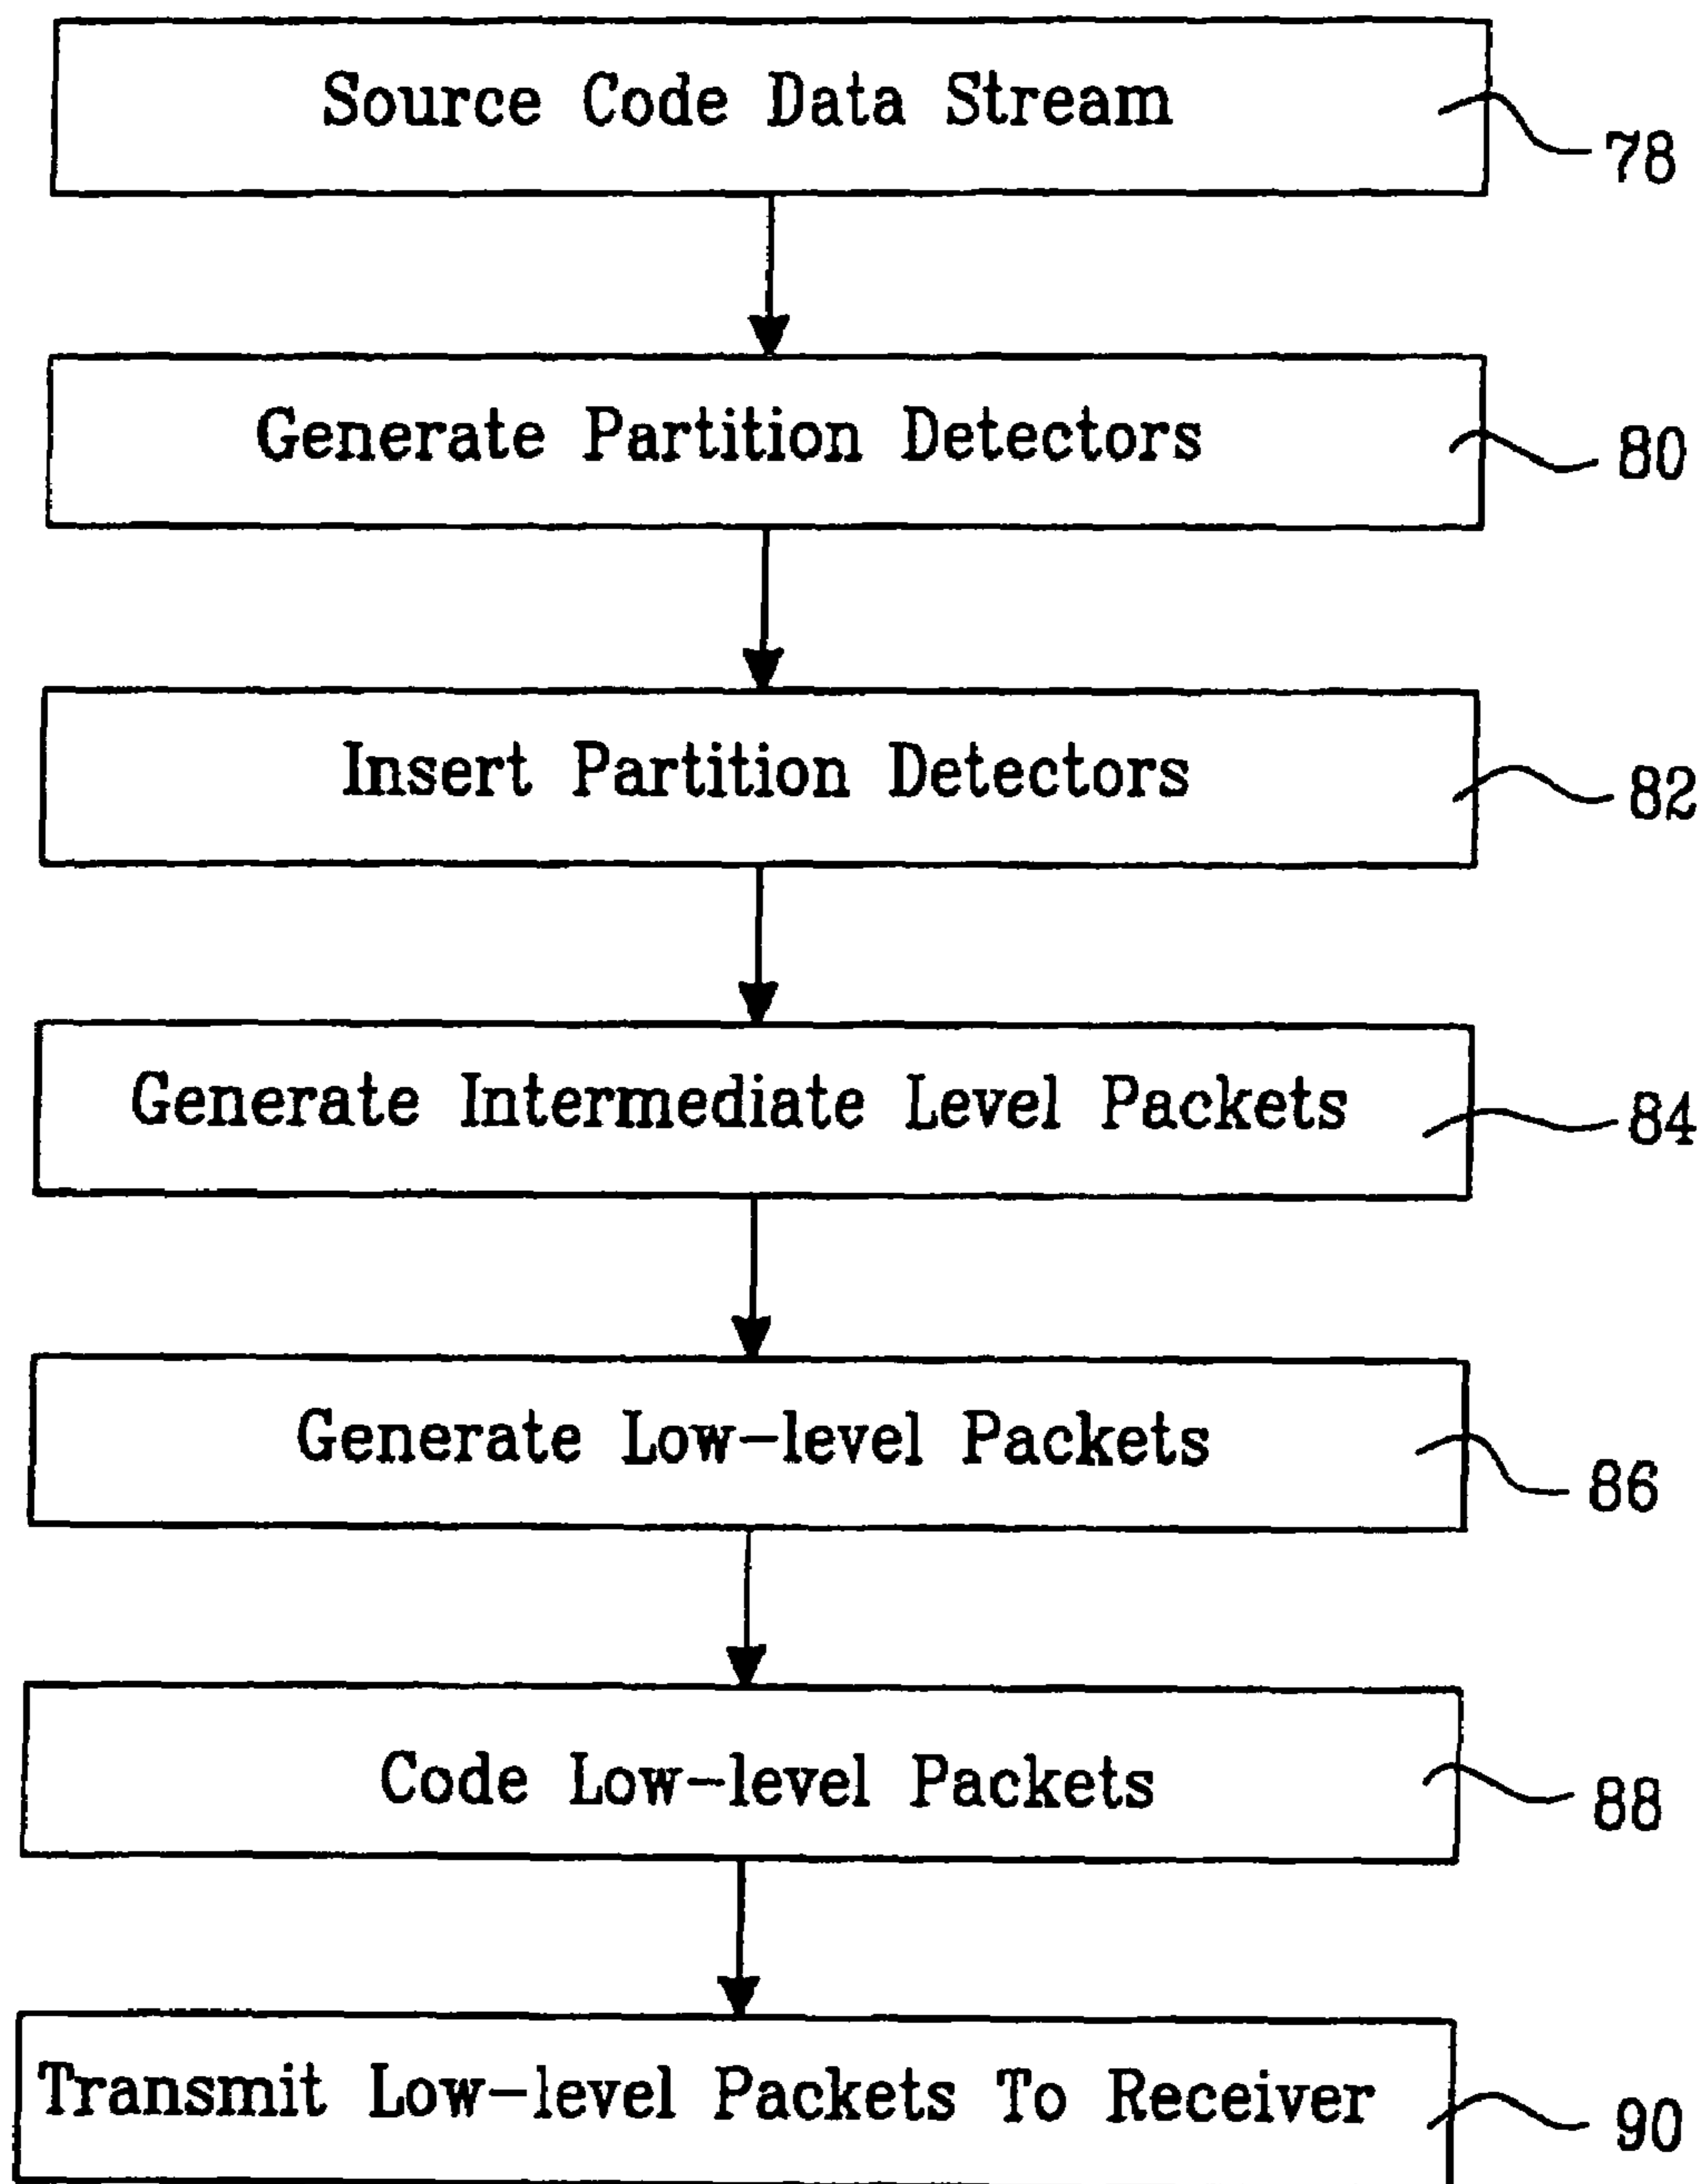 Source Code Data Stream
78
Generate Partition Detectors
80
Insert Partition Detectors
82
Generate Intermediate Level Packets
84
Generate Low-level Packets
86
Code Low-level Packets
88
Transmit Low-level Packets To Receiver
90